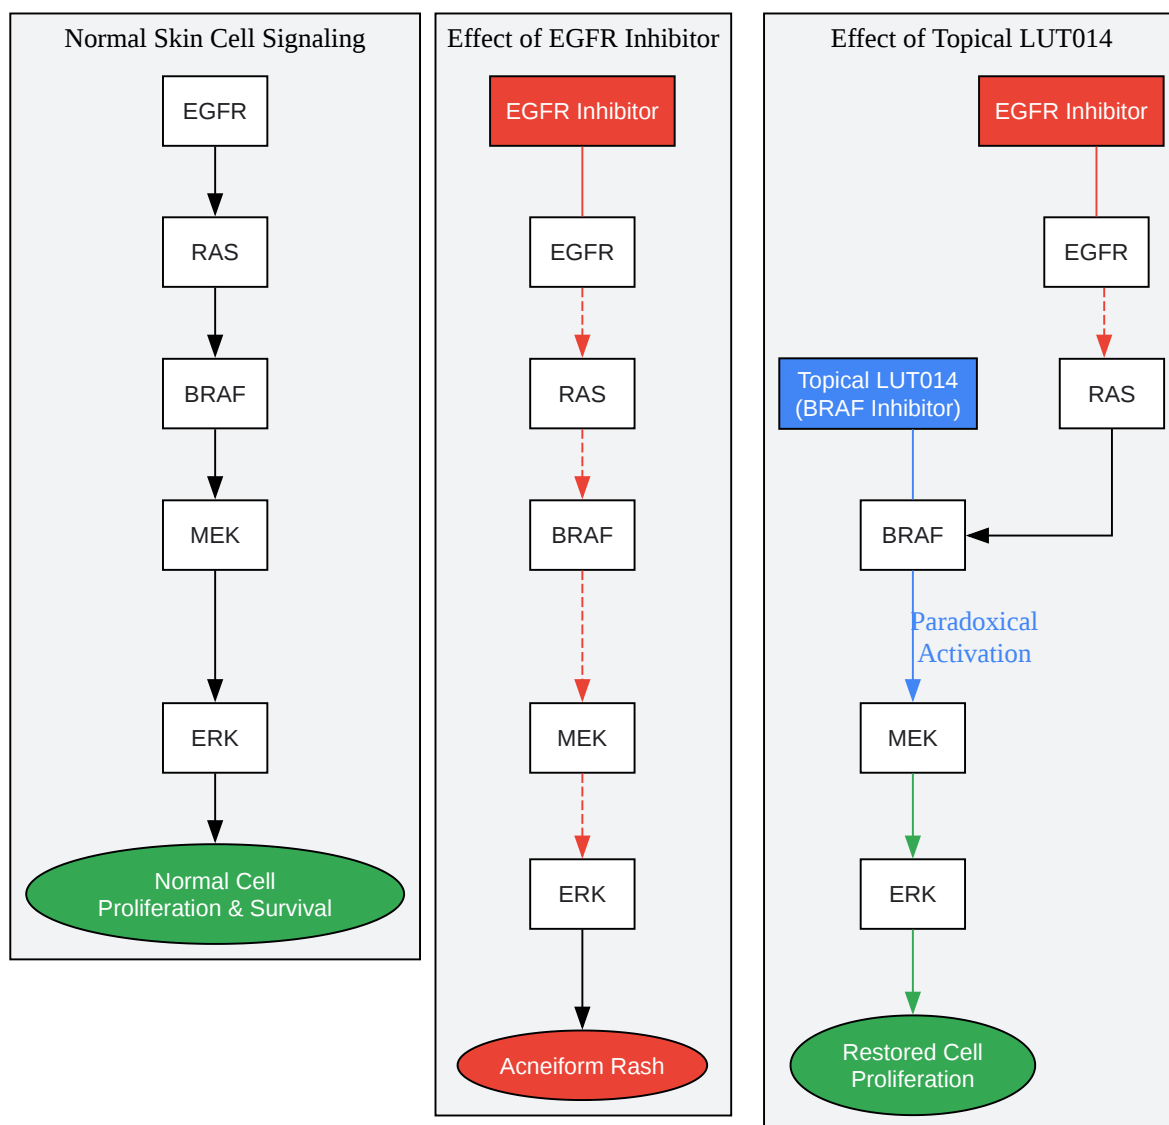 Normal Skin Cell Signaling
EGFR
RAS
BRAF
MEK
ERK
Normal Cell
Proliferation & Survival
Effect of EGFR Inhibitor
EGFR Inhibitor
EGFR
RAS
BRAF
MEK
ERK
Acneiform Rash
Effect of Topical LUT014
EGFR Inhibitor
EGFR
RAS
Topical LUT014
(BRAF Inhibitor)
BRAF
Paradoxical
Activation
MEK
ERK
Restored Cell
Proliferation